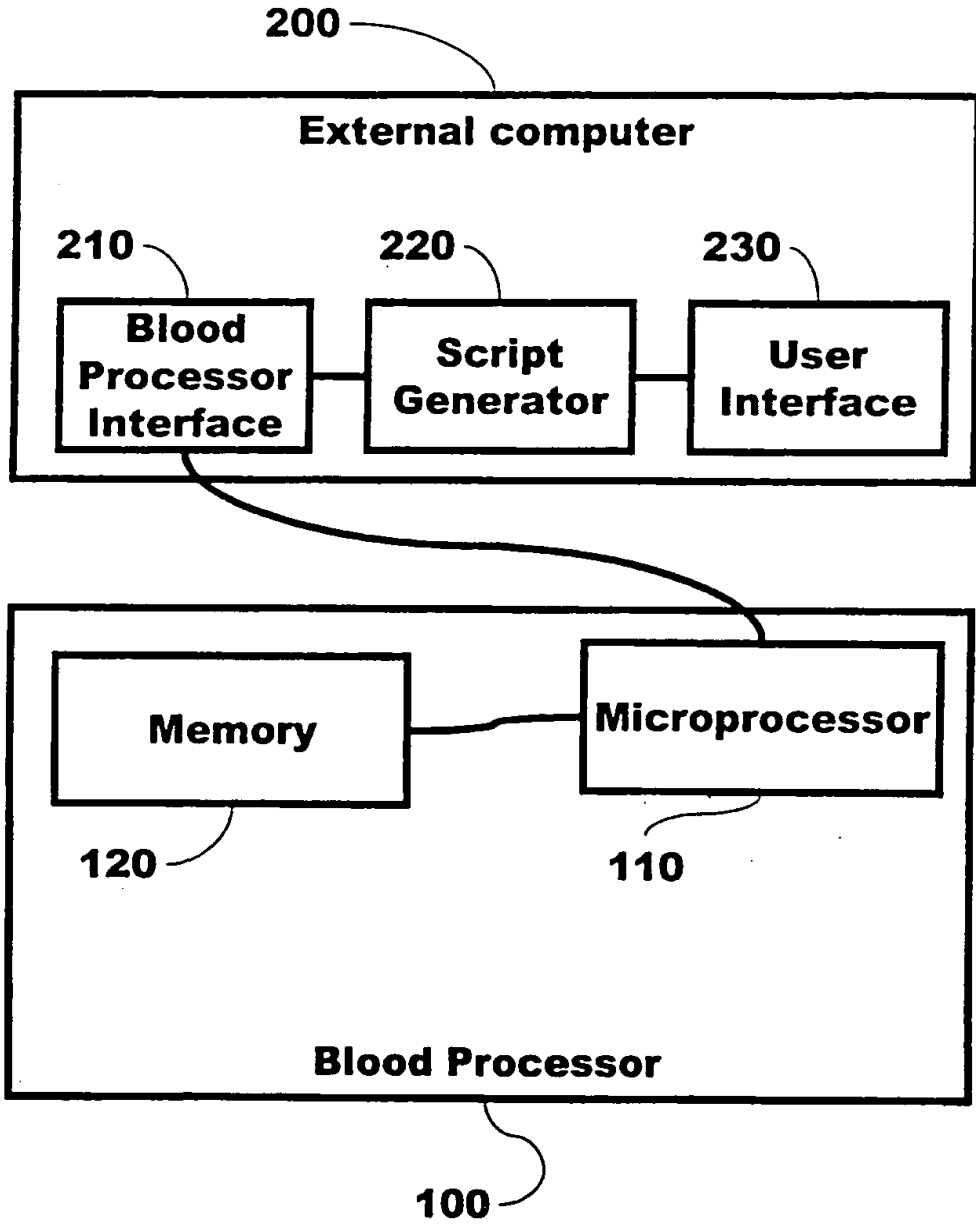 200
External computer
210
220
230
Blood
Processor
Interface
Script
Generator
User
Interface
Memory
Microprocessor
120
110
Blood Processor
100